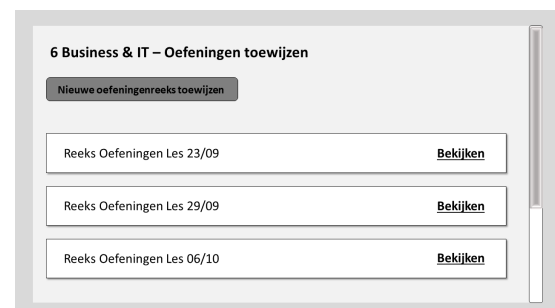 6 Business & IT – Oefeningen toewijzen
Nieuwe oefeningenreeks toewijzen
Reeks Oefeningen Les 23/09 Bekijken
Reeks Oefeningen Les 29/09 Bekijken
Reeks Oefeningen Les 06/10 Bekijken